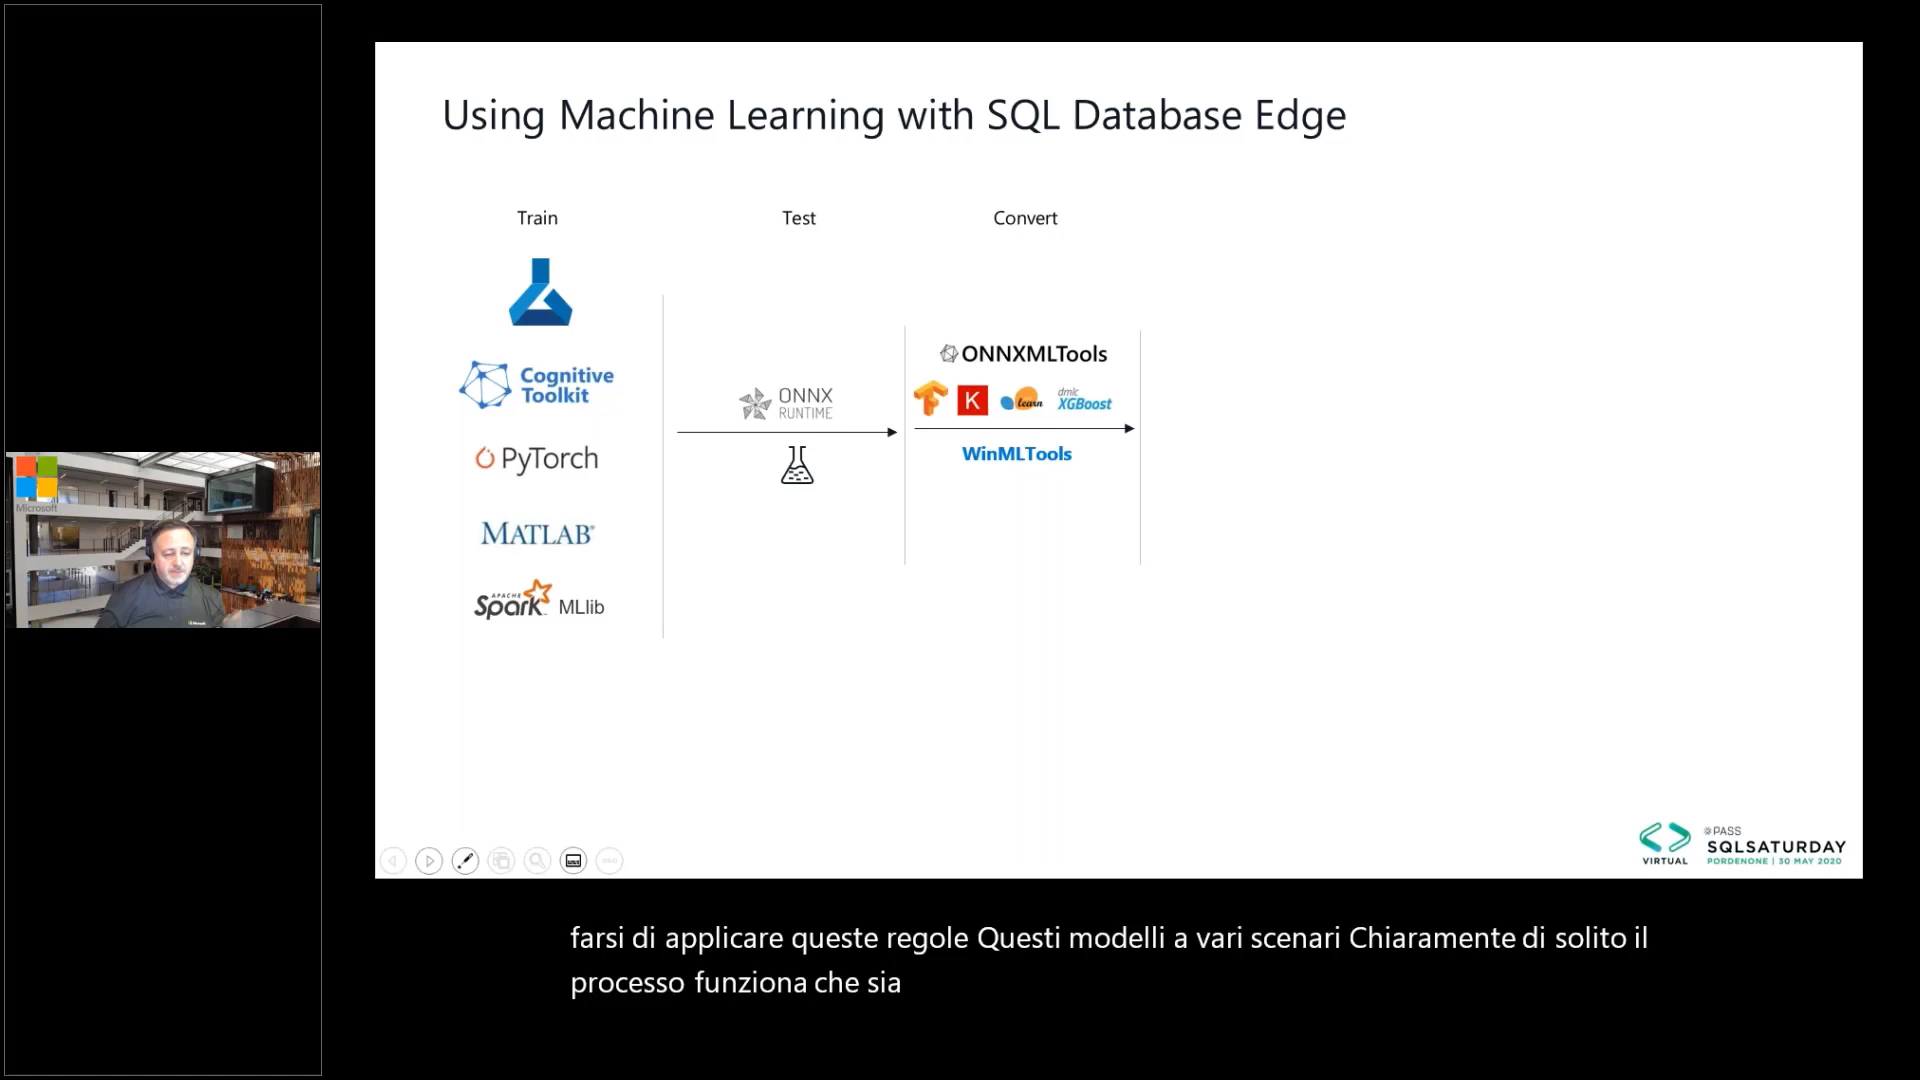 Using Machine Learning with SQL Database Edge
Train
Test
Convert
Cognitive
Toolkit
PyTorch
MATLAB®
APACHE
Spark™ MLlib
ONNX
RUNTIME
ONNXMLTools
K
learn
dmlc
XGBoost
WinMLTools
Microsoft
VIRTUAL
PASS
SQLSATURDAY
PORDENONE | 30 MAY 2020
farsi di applicare queste regole Questi modelli a vari scenari Chiaramente di solito il
processo funziona che sia